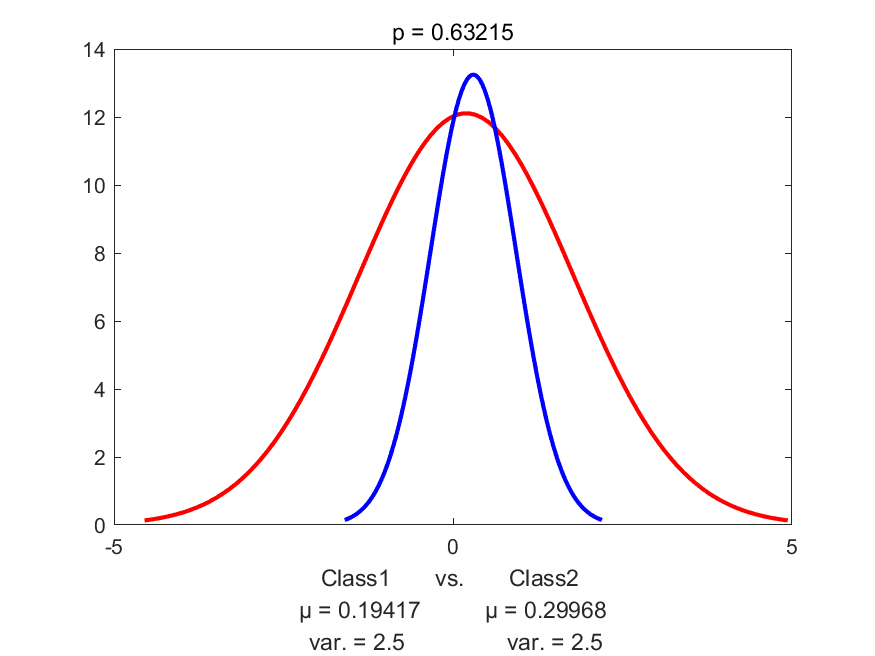 p = 0.63215
14
12
10
8
6
4
2
0
-5 0 5
Class1 vs. Class2
μ = 0.19417 μ = 0.29968
var. = 2.5 var. = 2.5